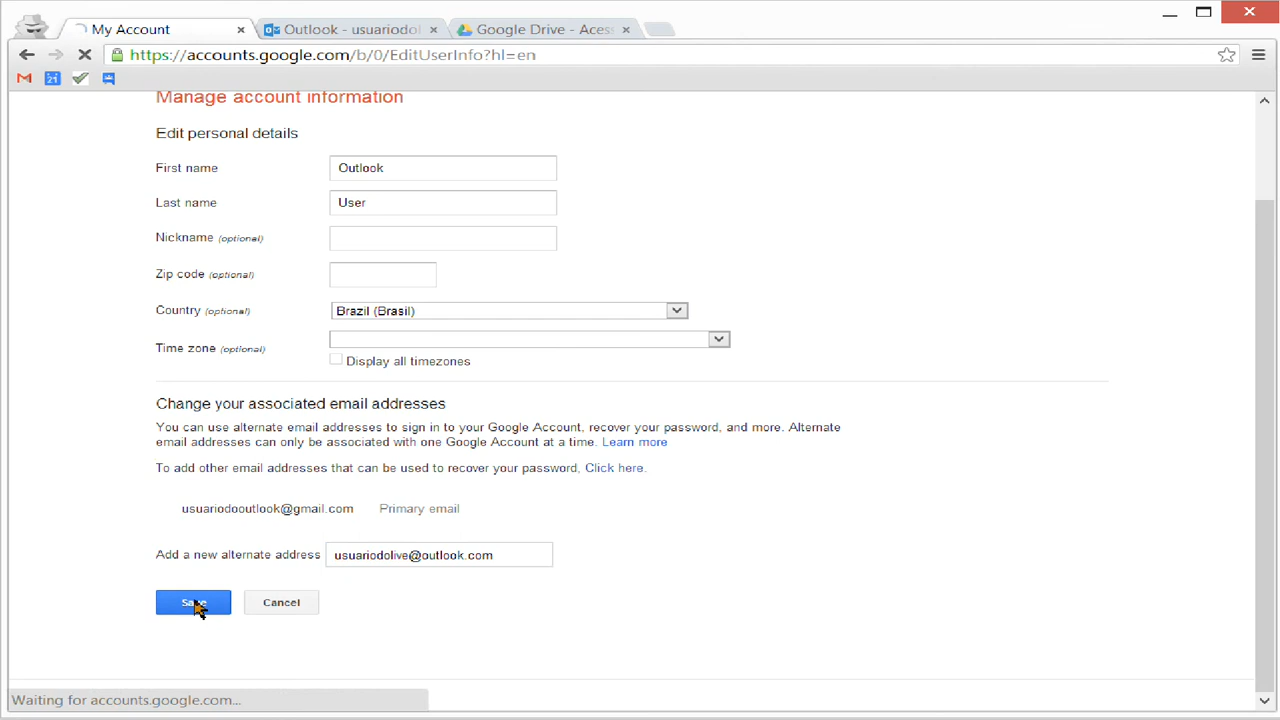 My Account
Outlook - usuariodol
Google Drive - Aces
https://accounts.google.com/b/0/EditUserInfo?hl=en
21
Manage account information
Edit personal details
First name Outlook
Last name User
Nickname (optional)
Zip code (optional)
Country (optional) Brazil (Brasil)
Time zone (optional)
Display all timezones
Change your associated email addresses
You can use alternate email addresses to sign in to your Google Account, recover your password, and more. Alternate
email addresses can only be associated with one Google Account at a time. Learn more
To add other email addresses that can be used to recover your password, Click here.
usuariodooutlook@gmail.com Primary email
Add a new alternate address usuariodolive@outlook.com
Save Cancel
Waiting for accounts.google.com...